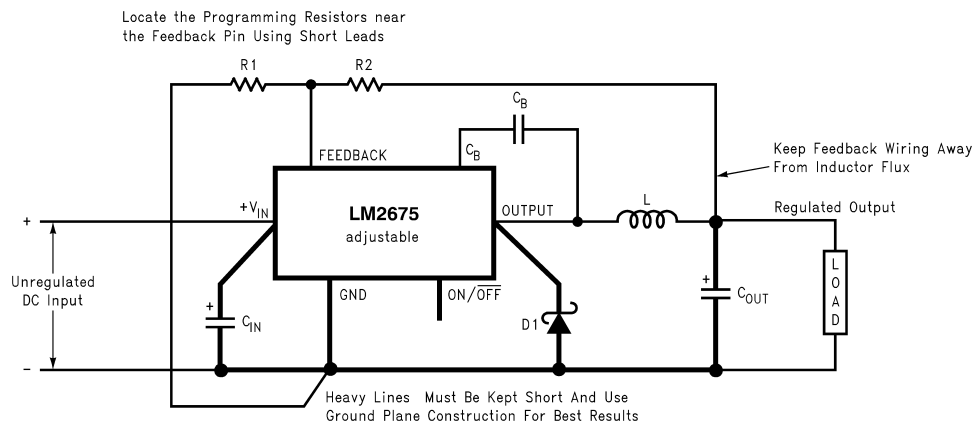 Locate the Programming Resistors near
the Feedback Pin Using Short Leads
R1
R2
C_B
FEEDBACK
C_B
Keep Feedback Wiring Away
From Inductor Flux
+V_IN
LM2675
adjustable
OUTPUT
L
Regulated Output
+
Unregulated
DC Input
-
+
C_IN
GND
ON/O̅F̅F̅
D1
+
C_OUT
LOAD
Heavy Lines Must Be Kept Short And Use
Ground Plane Construction For Best Results